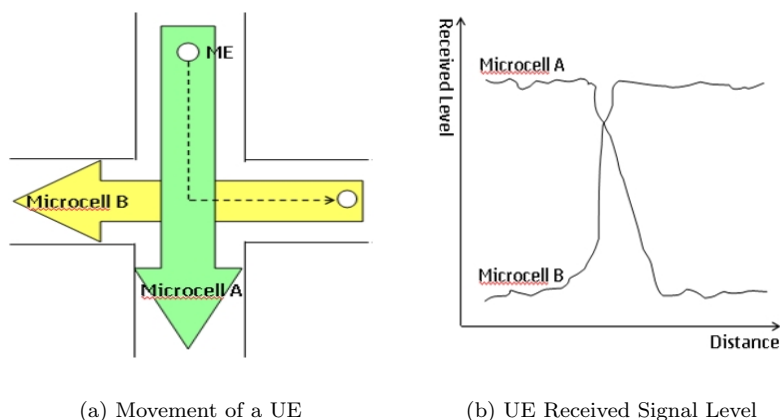 ME
Microcell B
Microcell A
(a) Movement of a UE
Received Level
Microcell A
Microcell B
Distance
(b) UE Received Signal Level